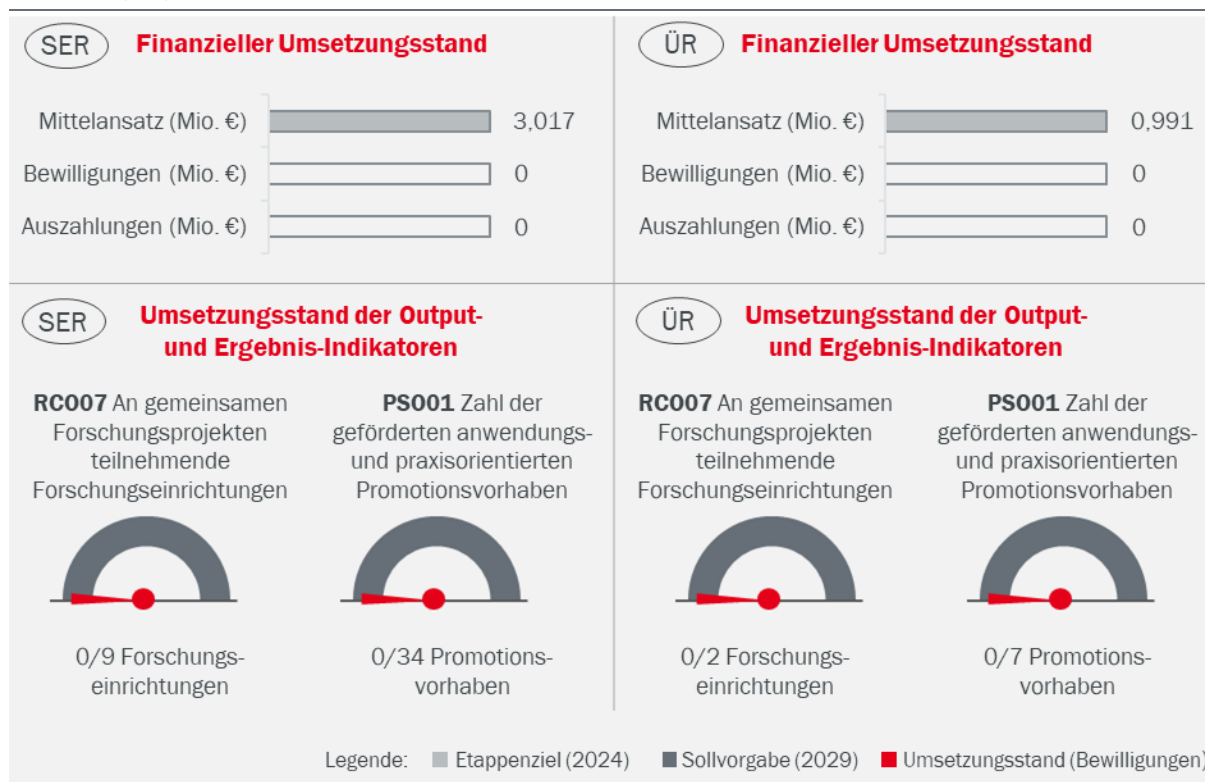 SER Finanzieller Umsetzungsstand
Mittelansatz (Mio. €) 3,017
Bewilligungen (Mio. €) 0
Auszahlungen (Mio. €) 0
ÜR Finanzieller Umsetzungsstand
Mittelansatz (Mio. €) 0,991
Bewilligungen (Mio. €) 0
Auszahlungen (Mio. €) 0
SER Umsetzungsstand der Output-
und Ergebnis-Indikatoren
RCO07 An gemeinsamen
Forschungsprojekten
teilnehmende
Forschungseinrichtungen
0/9 Forschungs-
einrichtungen
PSO01 Zahl der
geförderten anwendungs-
und praxisorientierten
Promotionsvorhaben
0/34 Promotions-
vorhaben
ÜR Umsetzungsstand der Output-
und Ergebnis-Indikatoren
RCO07 An gemeinsamen
Forschungsprojekten
teilnehmende
Forschungseinrichtungen
0/2 Forschungs-
einrichtungen
PSO01 Zahl der
geförderten anwendungs-
und praxisorientierten
Promotionsvorhaben
0/7 Promotions-
vorhaben
Legende: Etappenziel (2024) Sollvorgabe (2029) Umsetzungsstand (Bewilligungen)